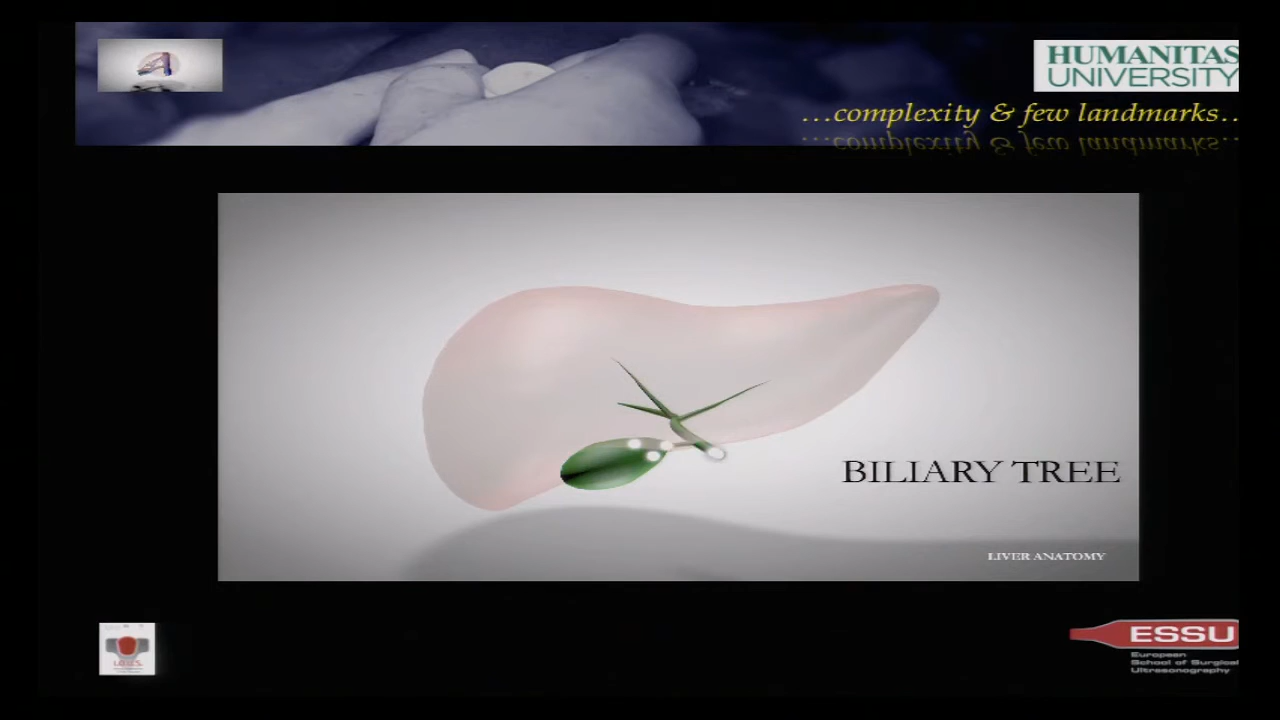 HUMANITAS
UNIVERSITY
...complexity & few landmarks..
BILIARY TREE
LIVER ANATOMY
I.O.U.S.
ESSU
European
School of Surgical
Ultrasonography